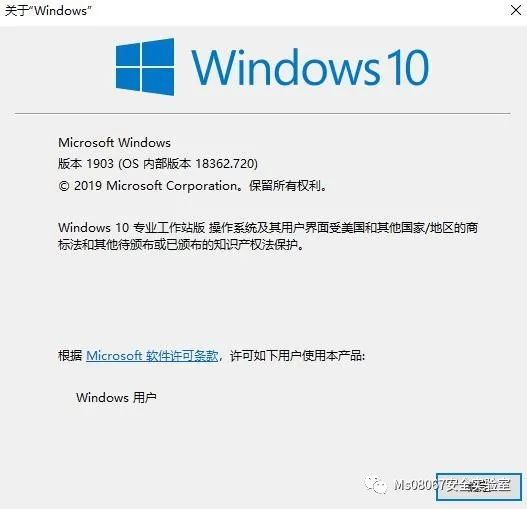 关于“Windows”
Windows 10
Microsoft Windows
版本 1903 (OS 内部版本 18362.720)
© 2019 Microsoft Corporation。保留所有权利。
Windows 10 专业工作站版 操作系统及其用户界面受美国和其他国家/地区的商
标法和其他待颁布或已颁布的知识产权法保护。
根据 Microsoft 软件许可条款，许可如下用户使用本产品:
Windows 用户
Ms08067安全实验室